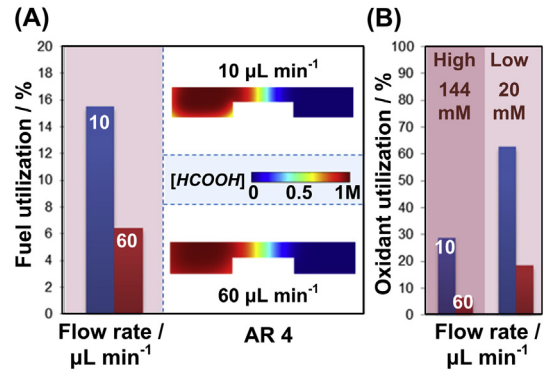 (A)
Fuel utilization / %
20
18
16
14
12
10
8
6
4
2
0
10
60
Flow rate /
µL min-1
10 µL min-1
[HCOOH]
0 0.5 1M
60 µL min-1
AR 4
(B)
Oxidant utilization / %
100
90
80
70
60
50
40
30
20
10
0
High Low
144 20
mM mM
10
60
Flow rate /
µL min-1